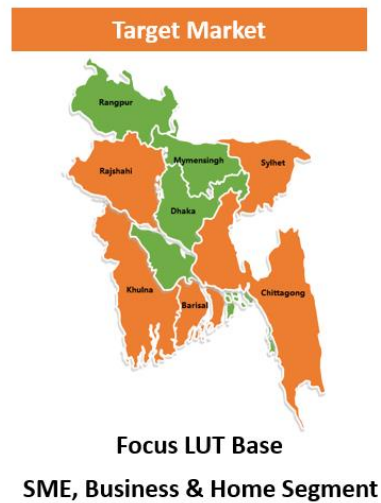 Target Market
Rangpur
Mymensingh
Sylhet
Rajshahi
Dhaka
Khulna
Barisal
Chittagong
Focus LUT Base
SME, Business & Home Segment